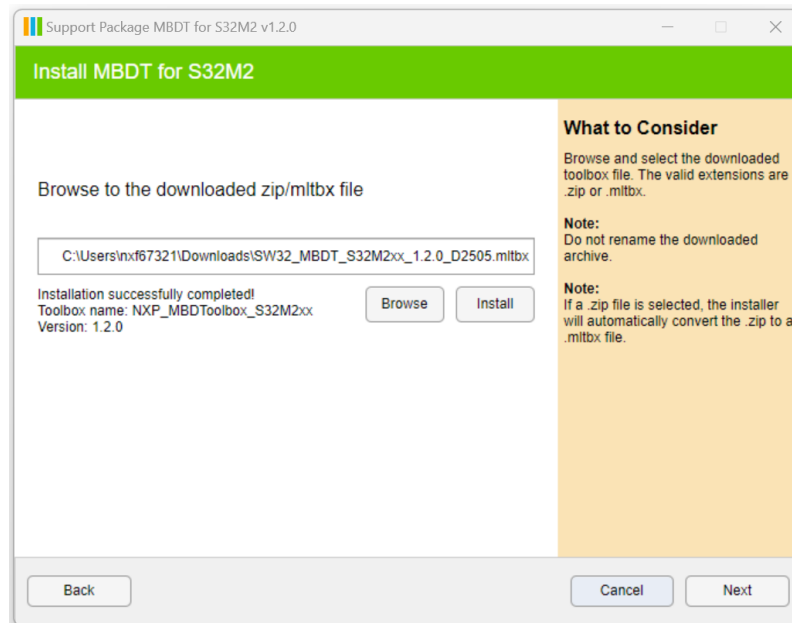 Support Package MBDT for S32M2 v1.2.0
Install MBDT for S32M2
Browse to the downloaded zip/mltbx file
C:\Users\nxf67321\Downloads\SW32_MBDT_S32M2xx_1.2.0_D2505.mltbx
Installation successfully completed!
Toolbox name: NXP_MBDToolbox_S32M2xx
Version: 1.2.0
Browse
Install
What to Consider
Browse and select the downloaded
toolbox file. The valid extensions are
.zip or .mltbx.
Note:
Do not rename the downloaded
archive.
Note:
If a .zip file is selected, the installer
will automatically convert the .zip to a
.mltbx file.
Back
Cancel
Next